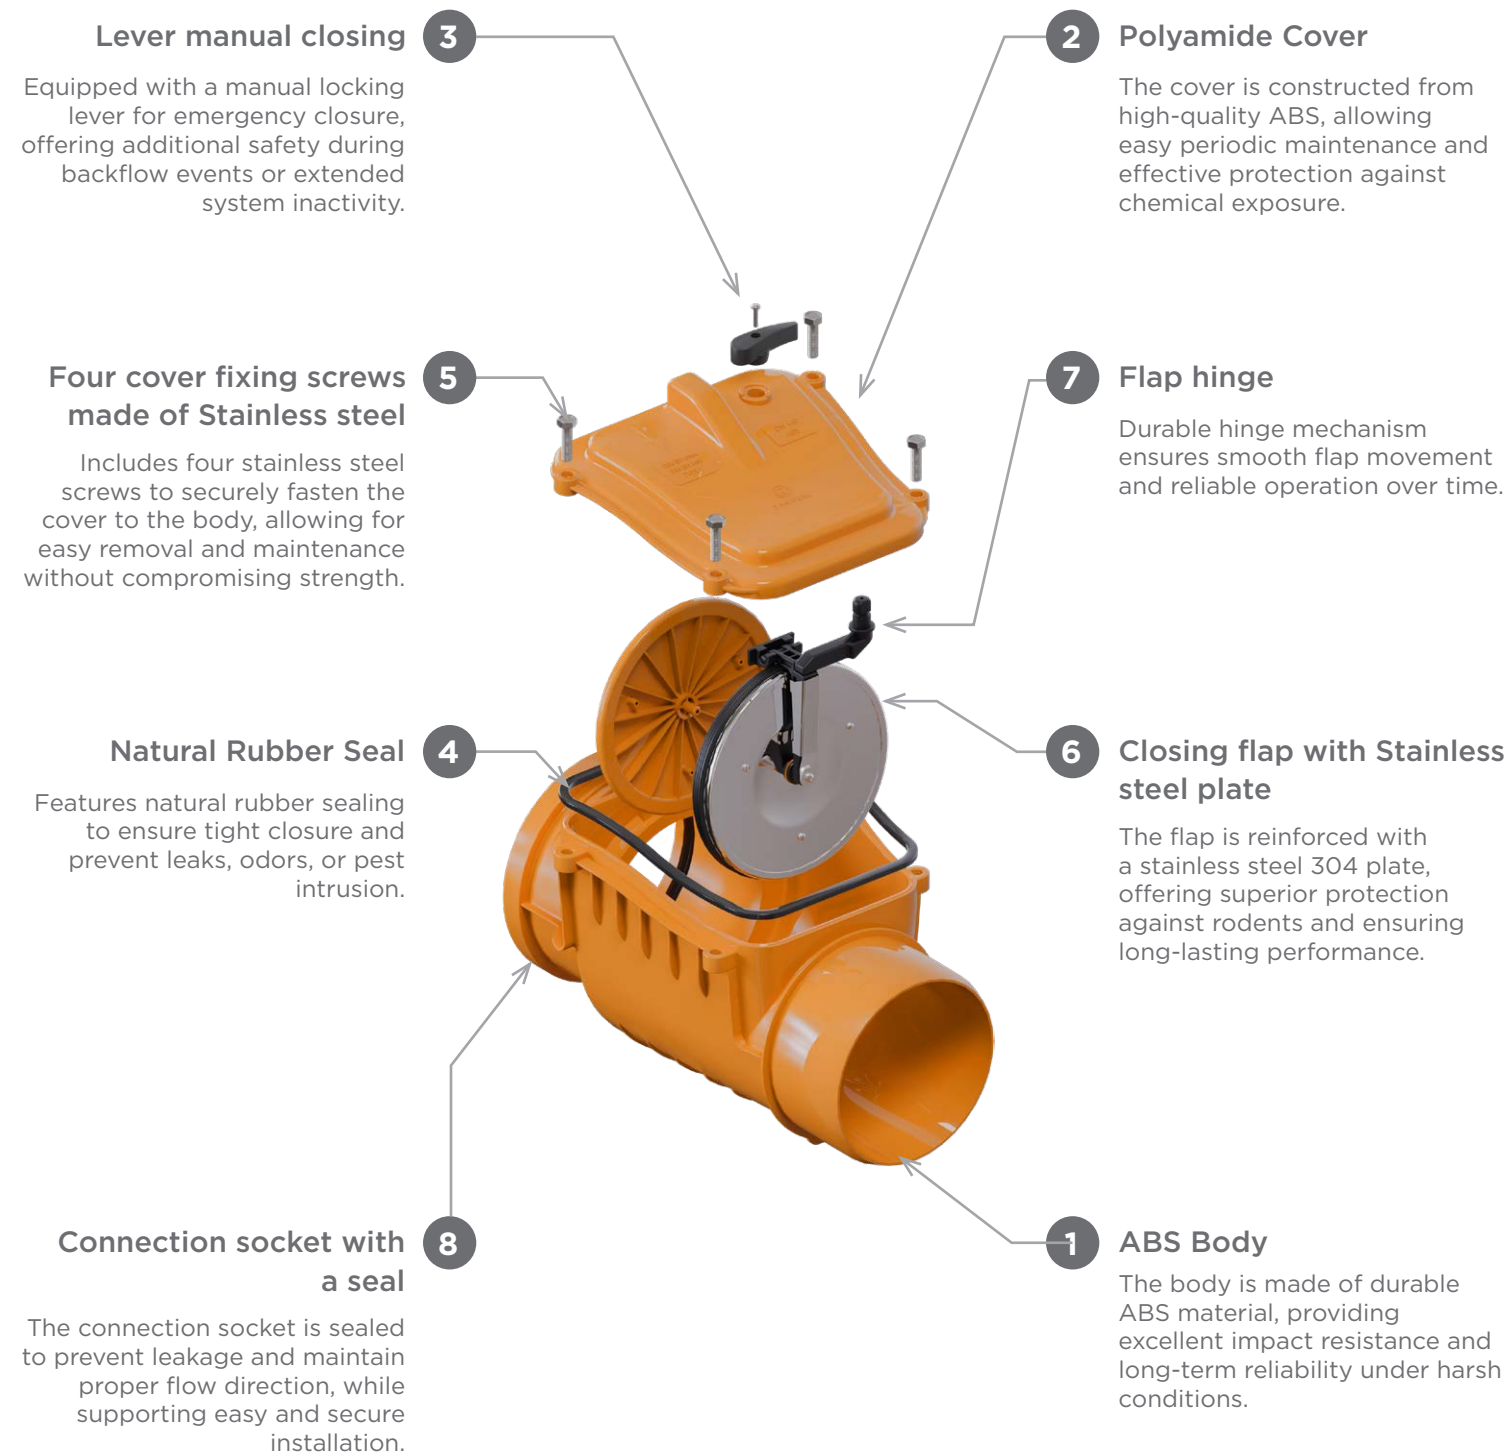 Lever manual closing
3
Equipped with a manual locking
lever for emergency closure,
offering additional safety during
backflow events or extended
system inactivity.
2
Polyamide Cover
The cover is constructed from
high-quality ABS, allowing
easy periodic maintenance and
effective protection against
chemical exposure.
Four cover fixing screws
made of Stainless steel
5
Includes four stainless steel
screws to securely fasten the
cover to the body, allowing for
easy removal and maintenance
without compromising strength.
7
Flap hinge
Durable hinge mechanism
ensures smooth flap movement
and reliable operation over time.
Natural Rubber Seal
4
Features natural rubber sealing
to ensure tight closure and
prevent leaks, odors, or pest
intrusion.
6
Closing flap with Stainless
steel plate
The flap is reinforced with
a stainless steel 304 plate,
offering superior protection
against rodents and ensuring
long-lasting performance.
Connection socket with
a seal
8
The connection socket is sealed
to prevent leakage and maintain
proper flow direction, while
supporting easy and secure
installation.
1
ABS Body
The body is made of durable
ABS material, providing
excellent impact resistance and
long-term reliability under harsh
conditions.